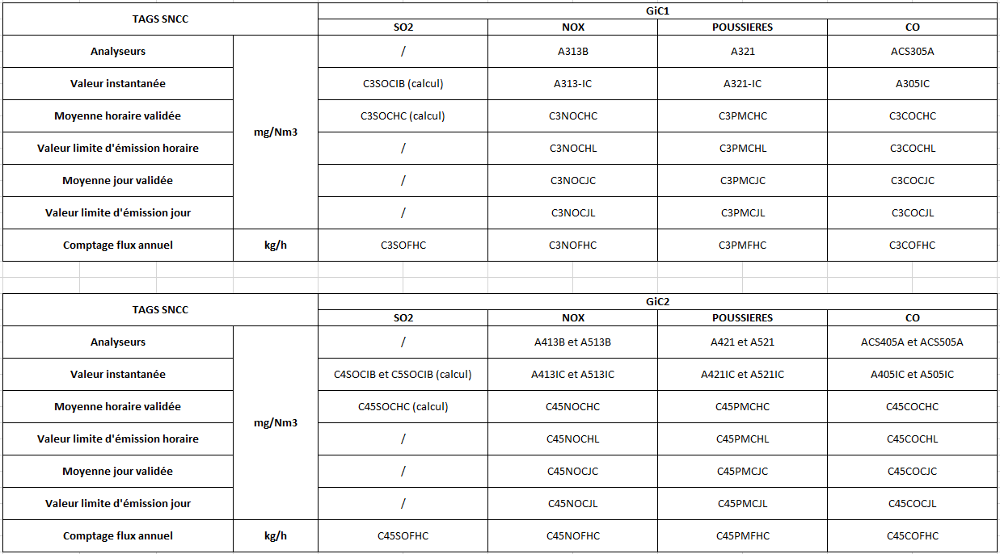 TAGS SNCC GiC1
SO2 NOX POUSSIERES CO
Analyseurs / A313B A321 ACS305A
Valeur instantanée C3SOCIB (calcul) A313-IC A321-IC A305IC
Moyenne horaire validée C3SOCHC (calcul) C3NOCHC C3PMCHC C3COCHC
mg/Nm3
Valeur limite d'émission horaire / C3NOCHL C3PMCHL C3COCHL
Moyenne jour validée / C3NOCJC C3PMCJC C3COCJC
Valeur limite d'émission jour / C3NOCJL C3PMCJL C3COCJL
Comptage flux annuel kg/h C3SOFHC C3NOFHC C3PMFHC C3COFHC
TAGS SNCC GiC2
SO2 NOX POUSSIERES CO
Analyseurs / A413B et A513B A421 et A521 ACS405A et ACS505A
Valeur instantanée C4SOCIB et C5SOCIB (calcul) A413IC et A513IC A421IC et A521IC A405IC et A505IC
Moyenne horaire validée C45SOCHC (calcul) C45NOCHC C45PMCHC C45COCHC
mg/Nm3
Valeur limite d'émission horaire / C45NOCHL C45PMCHL C45COCHL
Moyenne jour validée / C45NOCJC C45PMCJC C45COCJC
Valeur limite d'émission jour / C45NOCJL C45PMCJL C45COCJL
Comptage flux annuel kg/h C45SOFHC C45NOFHC C45PMFHC C45COFHC